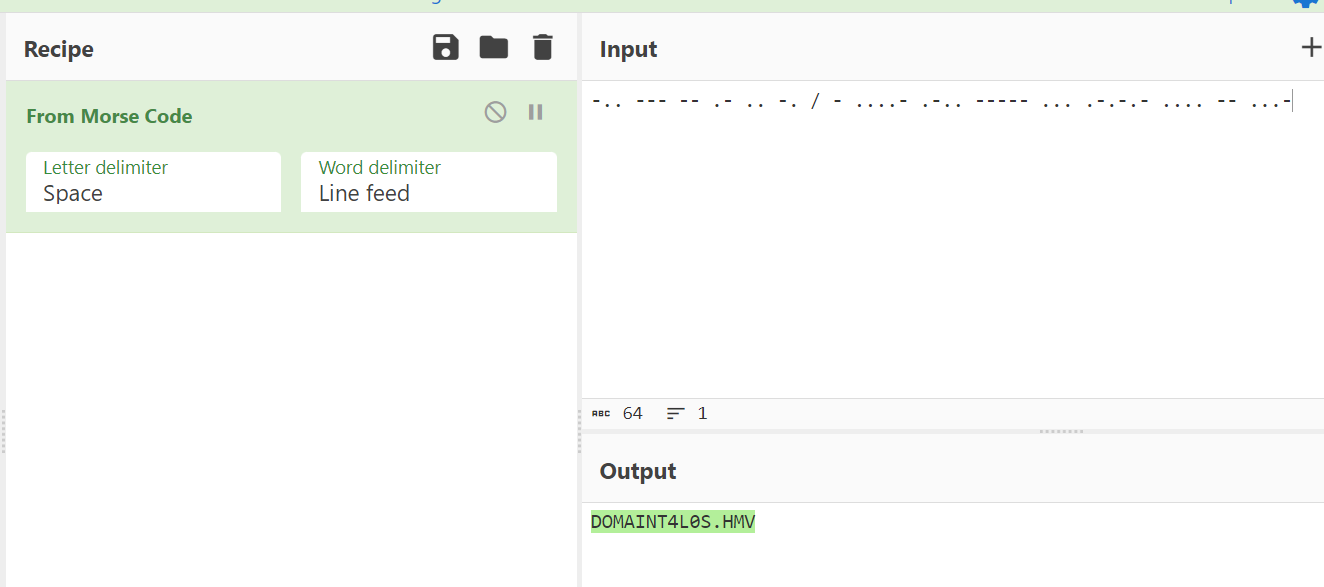 Recipe
Input
From Morse Code
Letter delimiter
Space
Word delimiter
Line feed
-.. --- -- .- .. -. / - ....- .-.. ----- ... .-.-.- .... -- ...-
ABC 64 1
Output
DOMAINT4L0S.HMV